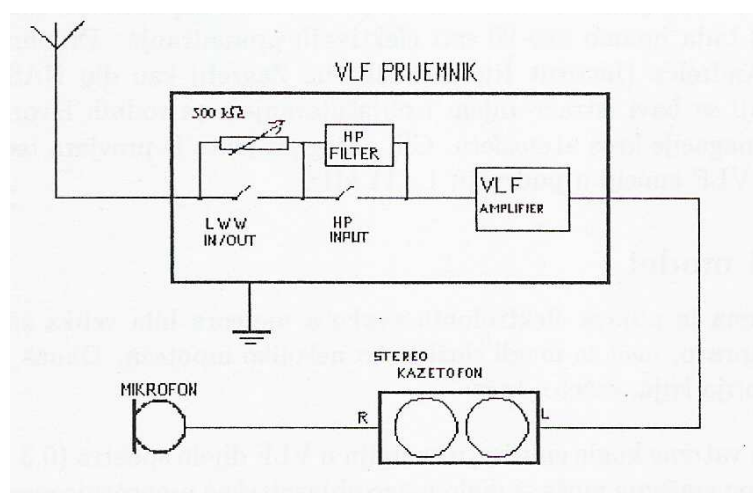 VLF PRIJEMNIK
500 kΩ
HP
FILTER
VLF
AMPLIFIER
LWW
IN/OUT
HP
INPUT
STEREO
KAZETOFON
MIKROFON
R
L